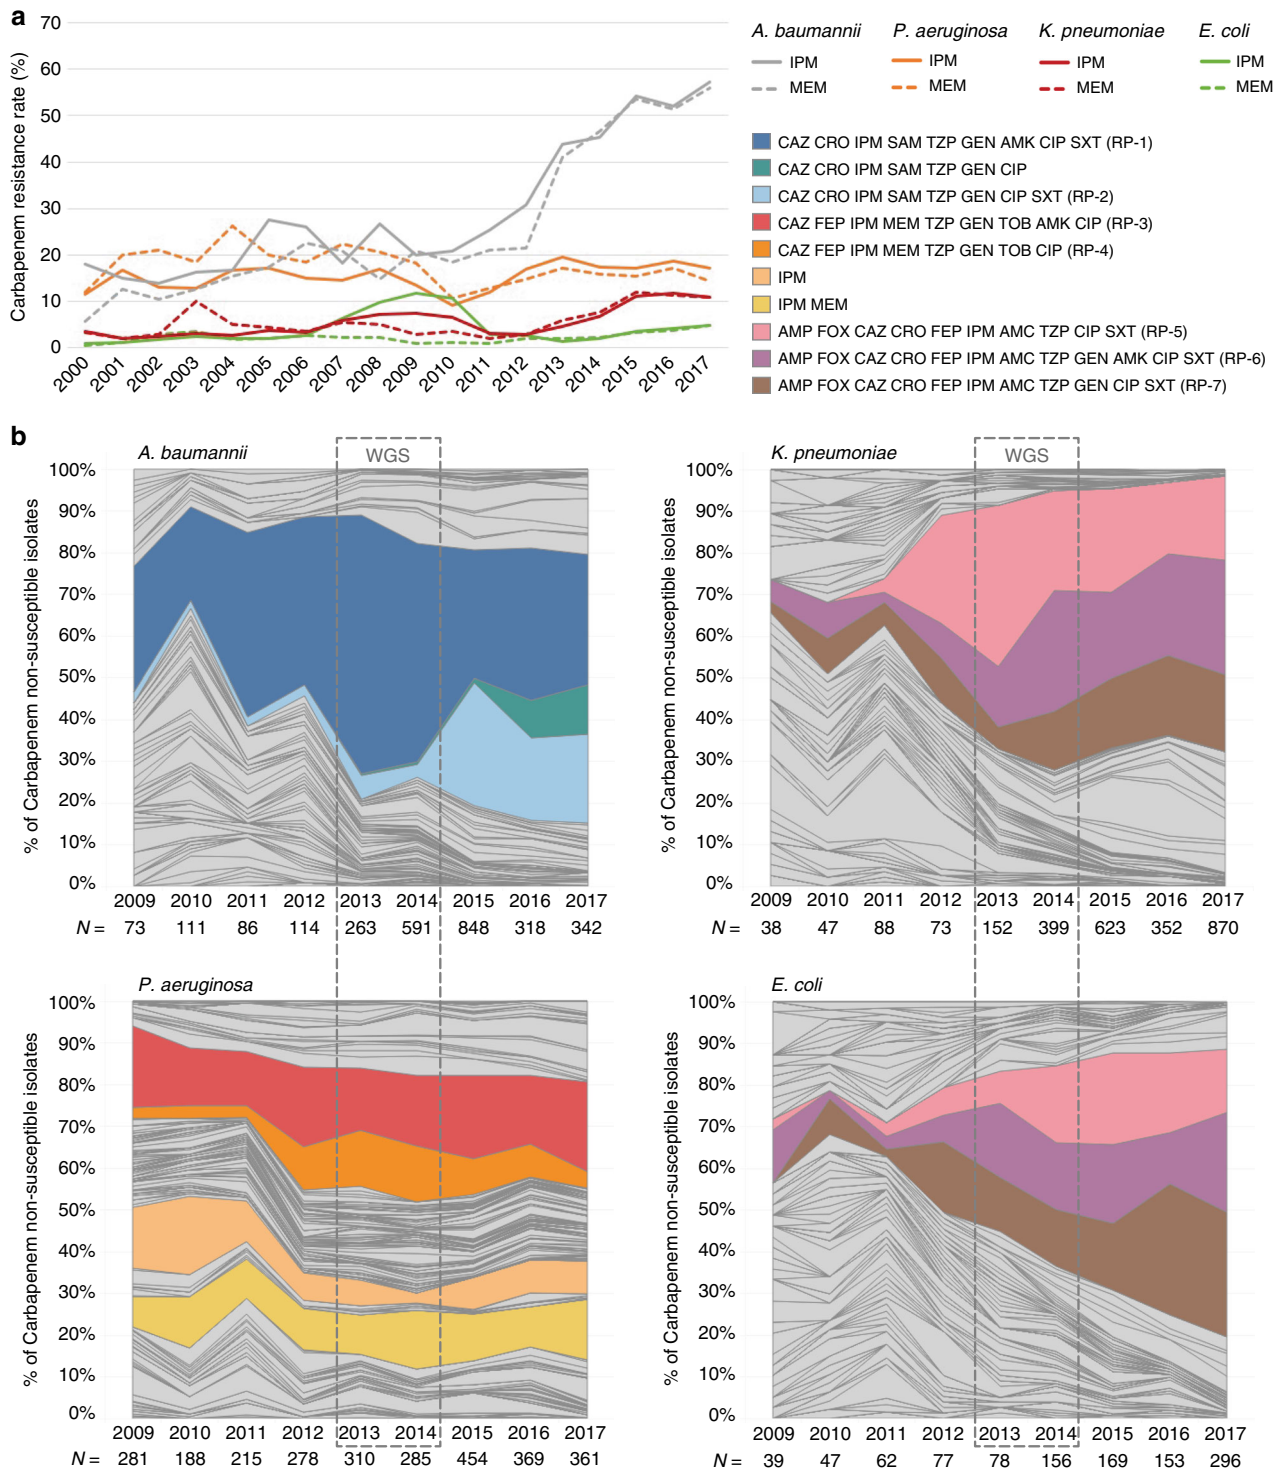 a
Carbapenem resistance rate (%)
70
60
50
40
30
20
10
0
2000 2001 2002 2003 2004 2005 2006 2007 2008 2009 2010 2011 2012 2013 2014 2015 2016 2017
A. baumannii P. aeruginosa K. pneumoniae E. coli
IPM IPM IPM IPM
MEM MEM MEM MEM
CAZ CRO IPM SAM TZP GEN AMK CIP SXT (RP-1)
CAZ CRO IPM SAM TZP GEN CIP
CAZ CRO IPM SAM TZP GEN CIP SXT (RP-2)
CAZ FEP IPM MEM TZP GEN TOB AMK CIP (RP-3)
CAZ FEP IPM MEM TZP GEN TOB CIP (RP-4)
IPM
IPM MEM
AMP FOX CAZ CRO FEP IPM AMC TZP CIP SXT (RP-5)
AMP FOX CAZ CRO FEP IPM AMC TZP GEN AMK CIP SXT (RP-6)
AMP FOX CAZ CRO FEP IPM AMC TZP GEN CIP SXT (RP-7)
b
A. baumannii
WGS
% of Carbapenem non-susceptible isolates
100%
90%
80%
70%
60%
50%
40%
30%
20%
10%
0%
2009 2010 2011 2012 2013 2014 2015 2016 2017
N = 73 111 86 114 263 591 848 318 342
K. pneumoniae
WGS
% of Carbapenem non-susceptible isolates
100%
90%
80%
70%
60%
50%
40%
30%
20%
10%
0%
2009 2010 2011 2012 2013 2014 2015 2016 2017
N = 38 47 88 73 152 399 623 352 870
P. aeruginosa
% of Carbapenem non-susceptible isolates
100%
90%
80%
70%
60%
50%
40%
30%
20%
10%
0%
2009 2010 2011 2012 2013 2014 2015 2016 2017
N = 281 188 215 278 310 285 454 369 361
E. coli
% of Carbapenem non-susceptible isolates
100%
90%
80%
70%
60%
50%
40%
30%
20%
10%
0%
2009 2010 2011 2012 2013 2014 2015 2016 2017
N = 39 47 62 77 78 156 169 153 296